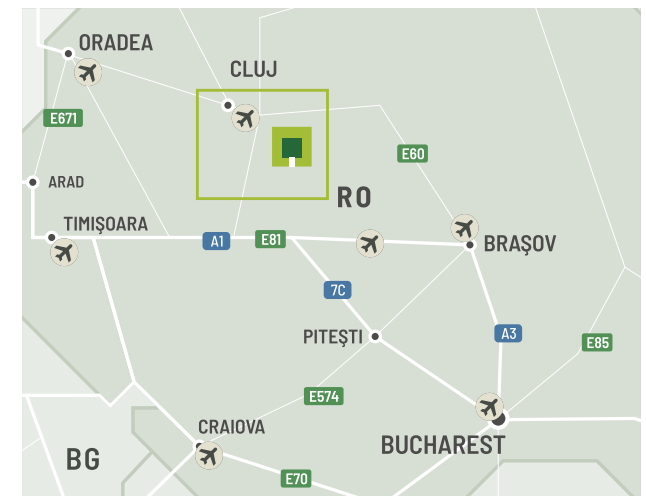 ORADEA
CLUJ
E671
E60
ARAD
RO
TIMIȘOARA
A1
E81
BRAȘOV
7C
PITEȘTI
A3
E85
E574
CRAIOVA
BUCHAREST
BG
E70